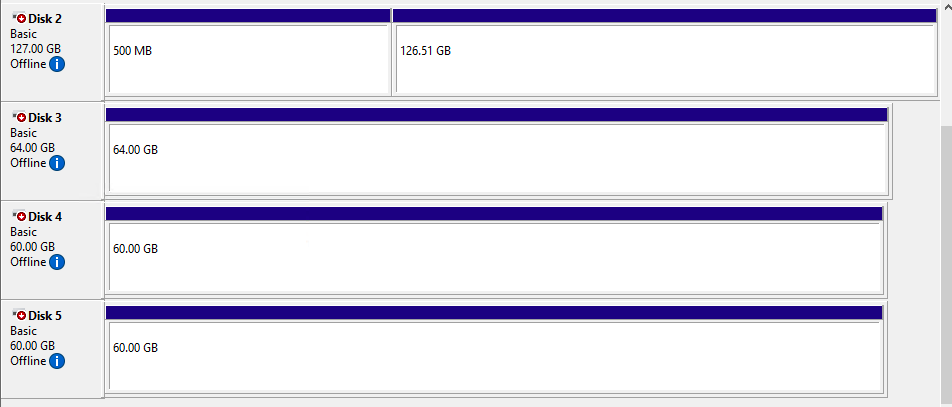 Disk 2
Basic
127.00 GB
Offline
500 MB
126.51 GB
Disk 3
Basic
64.00 GB
Offline
64.00 GB
Disk 4
Basic
60.00 GB
Offline
60.00 GB
Disk 5
Basic
60.00 GB
Offline
60.00 GB